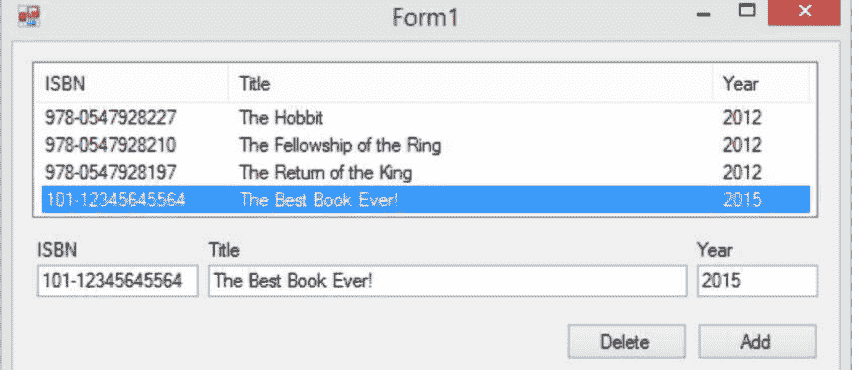 Form1
ISBN Title Year
978-0547928227 The Hobbit 2012
978-0547928210 The Fellowship of the Ring 2012
978-0547928197 The Return of the King 2012
101-12345645564 The Best Book Ever! 2015
ISBN Title Year
101-12345645564 The Best Book Ever! 2015
Delete Add